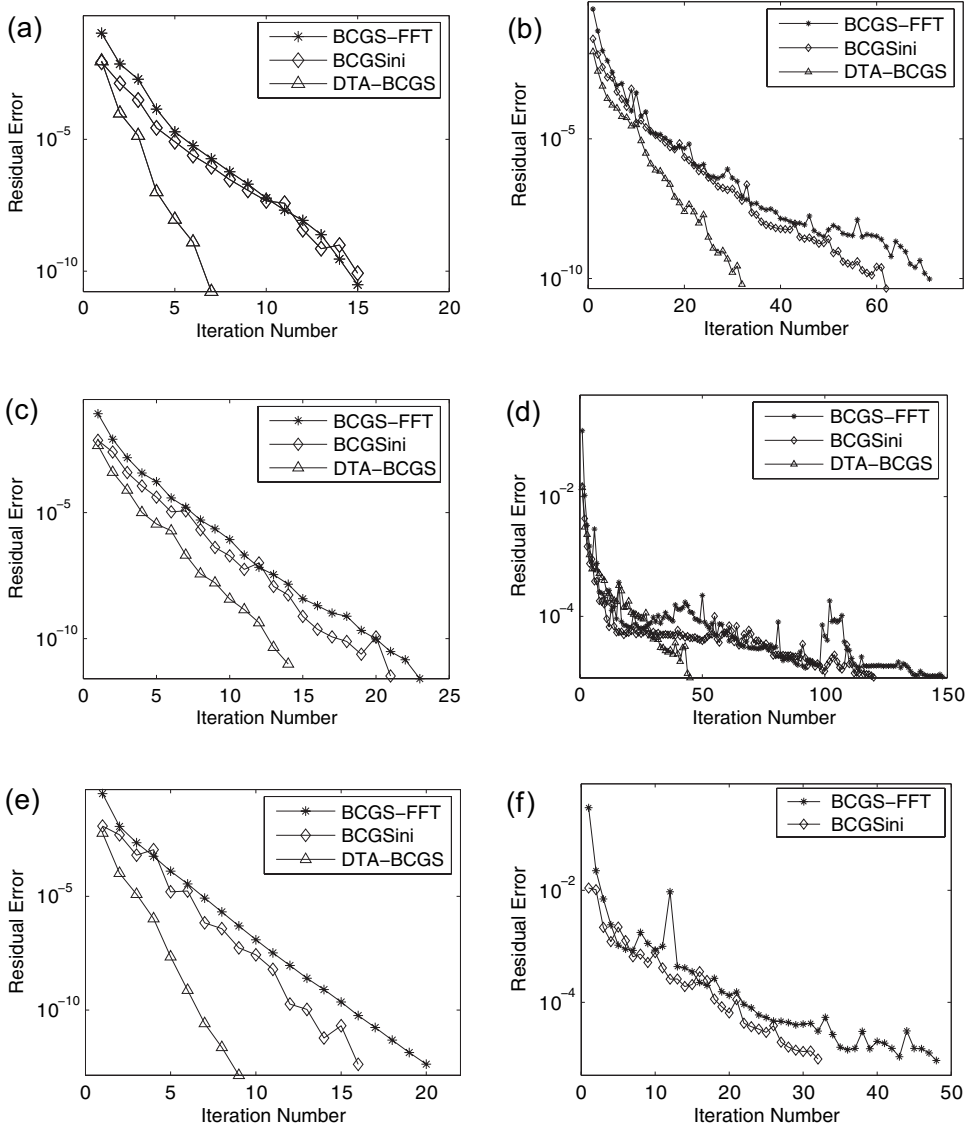 (a)
BCGS-FFT
BCGSini
DTA-BCGS
Residual Error
10^-5
10^-10
0 5 10 15 20
Iteration Number
(b)
BCGS-FFT
BCGSini
DTA-BCGS
Residual Error
10^-5
10^-10
0 20 40 60
Iteration Number
(c)
BCGS-FFT
BCGSini
DTA-BCGS
Residual Error
10^-5
10^-10
0 5 10 15 20 25
Iteration Number
(d)
BCGS-FFT
BCGSini
DTA-BCGS
Residual Error
10^-2
10^-4
0 50 100 150
Iteration Number
(e)
BCGS-FFT
BCGSini
DTA-BCGS
Residual Error
10^-5
10^-10
0 5 10 15 20
Iteration Number
(f)
BCGS-FFT
BCGSini
Residual Error
10^-2
10^-4
0 10 20 30 40 50
Iteration Number